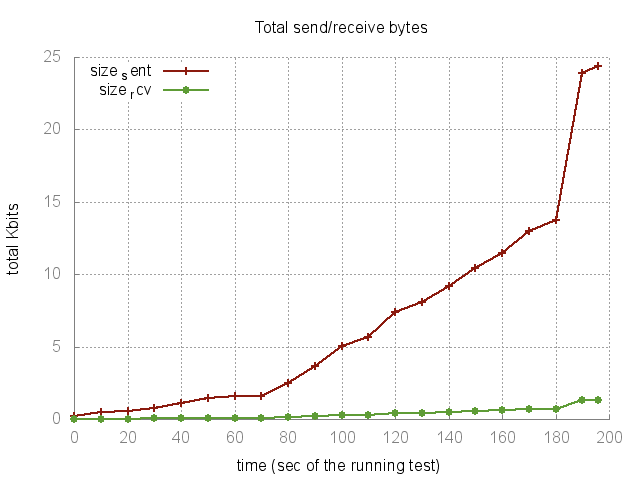 Total send/receive bytes
25
20
15
10
5
0
total Kbits
size_sent
size_rcv
0 20 40 60 80 100 120 140 160 180 200
time (sec of the running test)